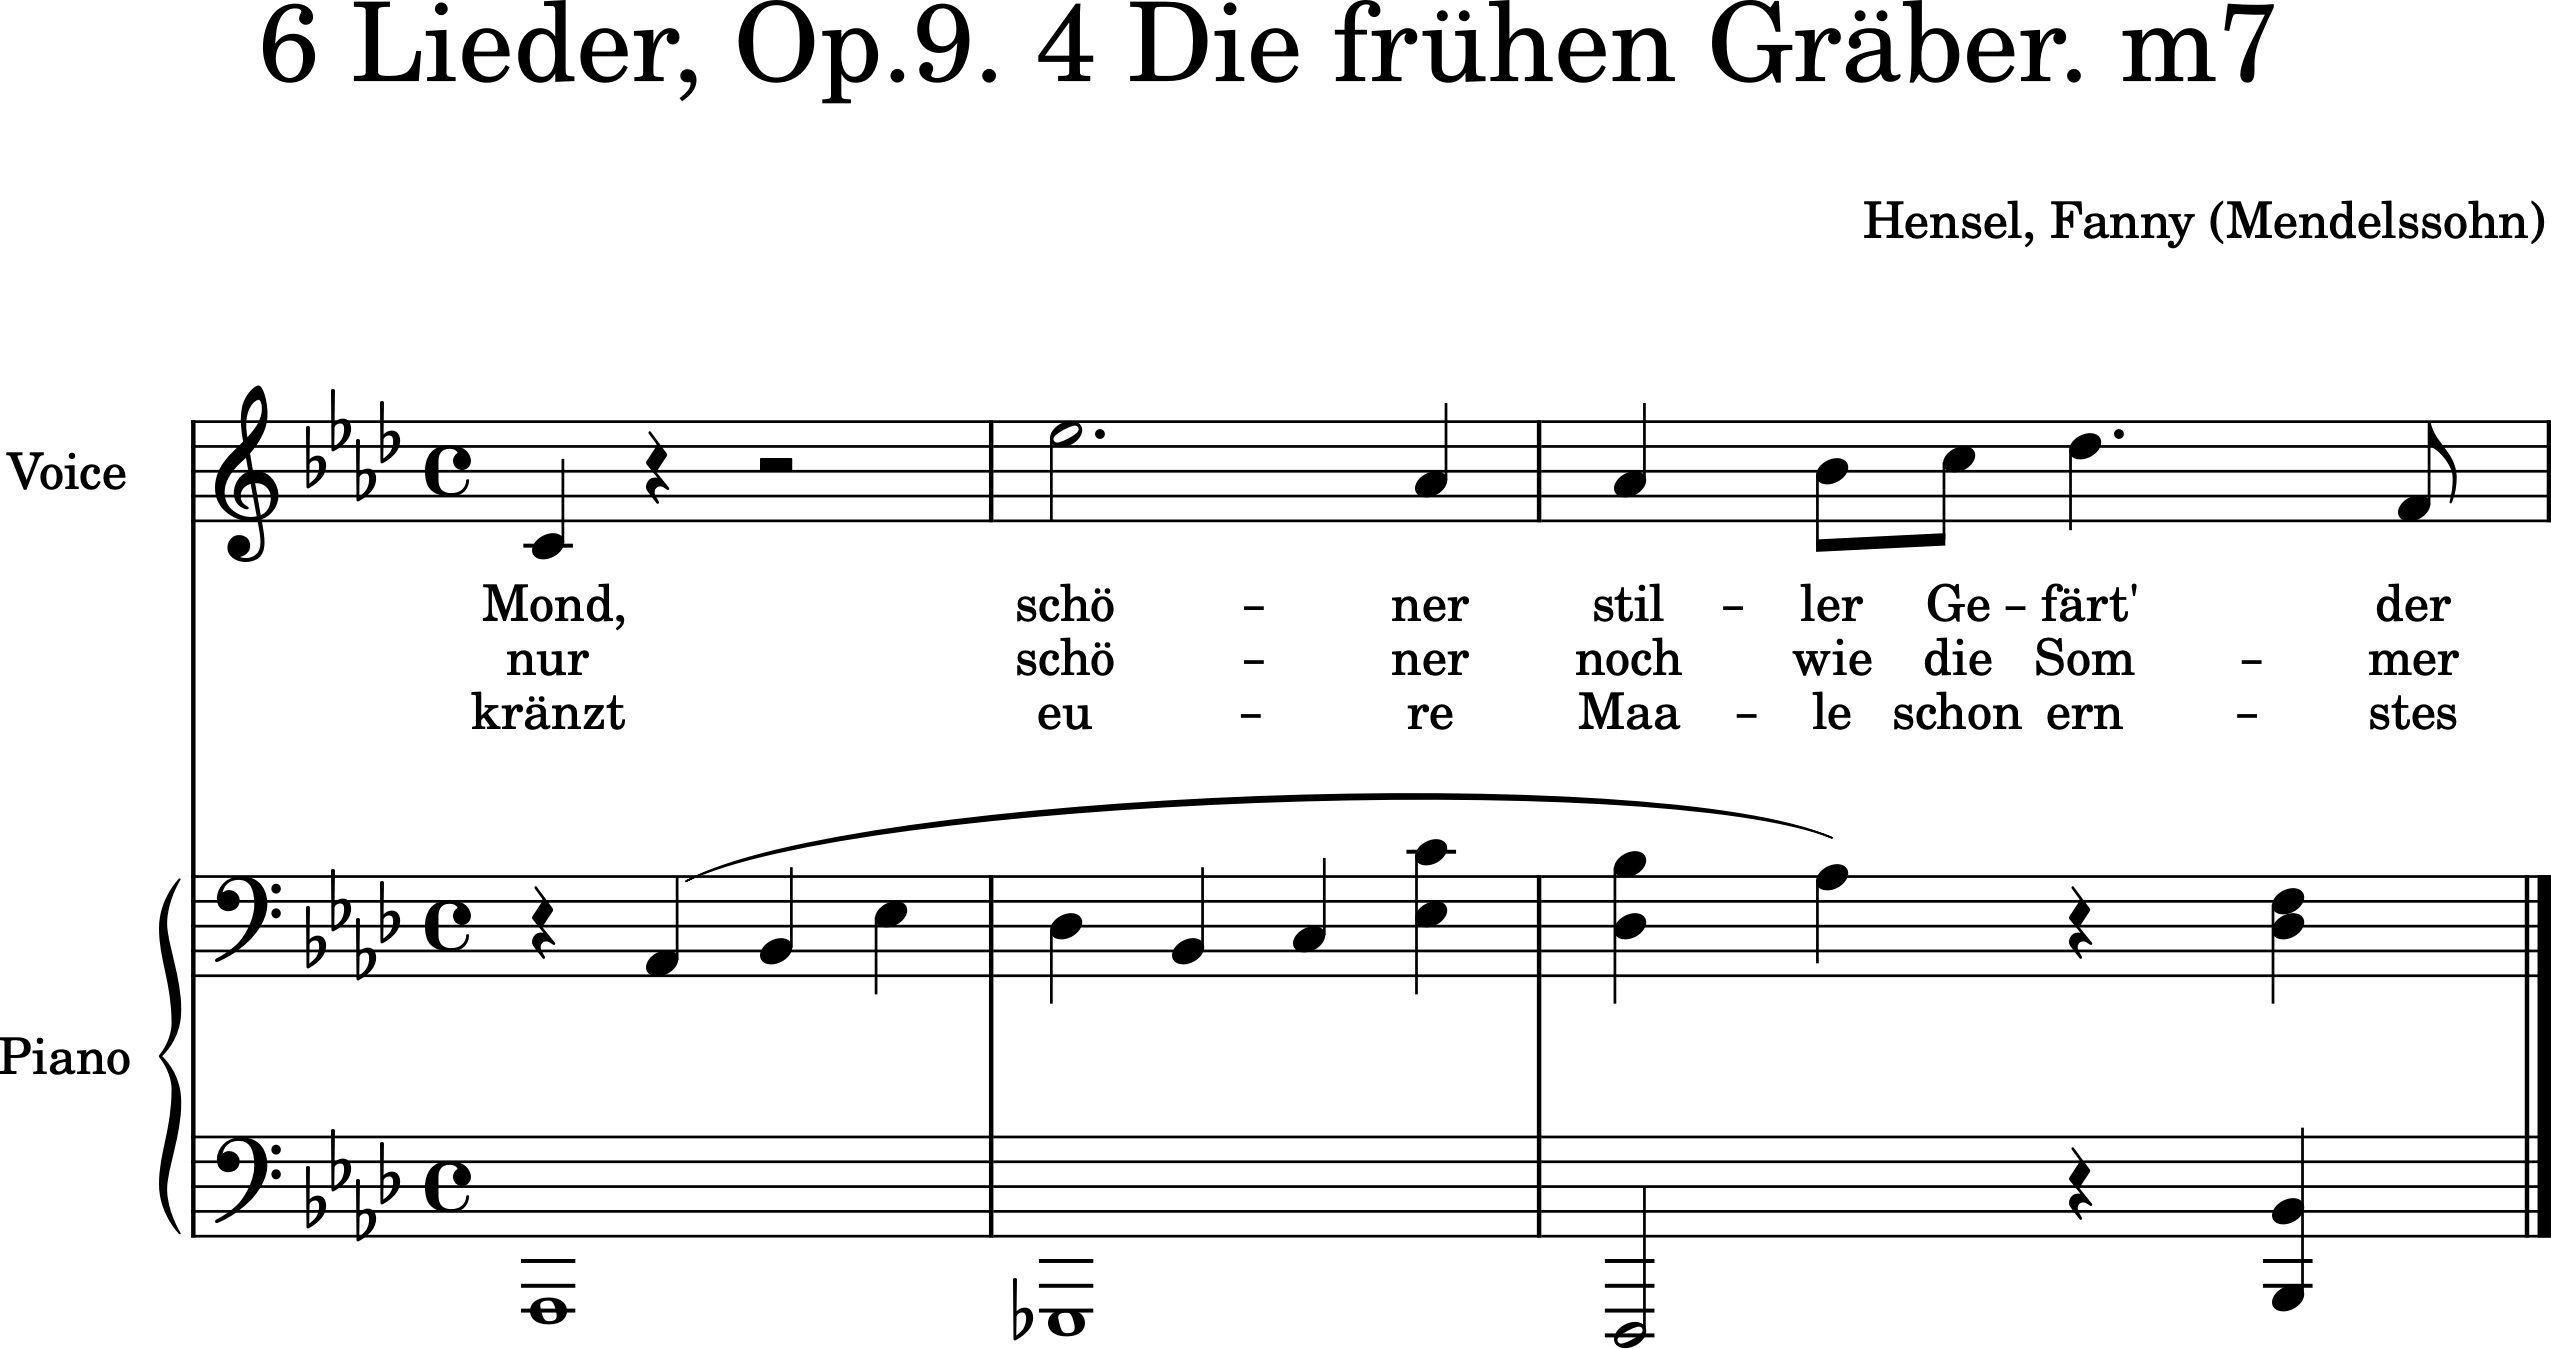 6 Lieder, Op.9. 4 Die frühen Gräber. m7
Hensel, Fanny (Mendelssohn)
Voice
Mond, schö – ner stil – ler Ge – färt' der
nur schö – ner noch wie die Som – mer
kränzt eu – re Maa – le schon ern – stes
Piano